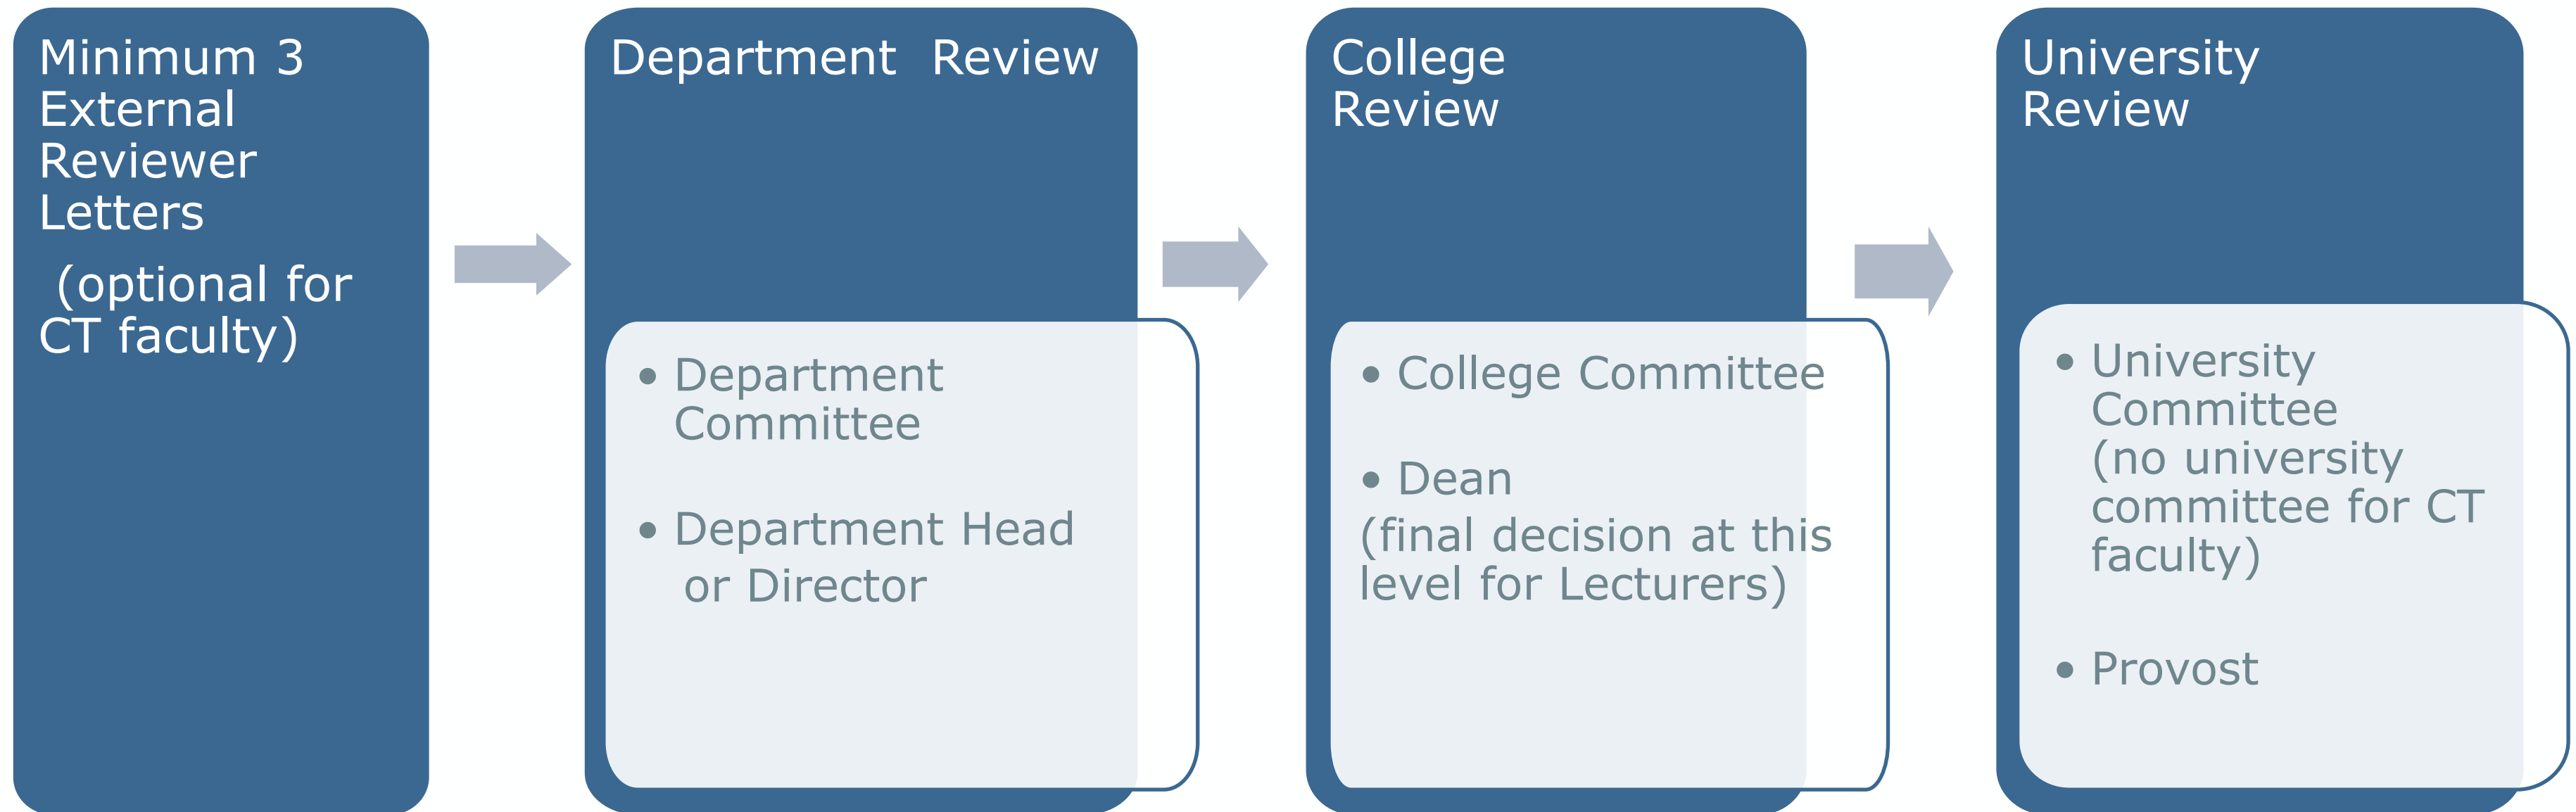 Minimum 3
External
Reviewer
Letters
(optional for
CT faculty)
Department Review
• Department
Committee
• Department Head
or Director
College
Review
• College Committee
• Dean
(final decision at this
level for Lecturers)
University
Review
• University
Committee
(no university
committee for CT
faculty)
• Provost